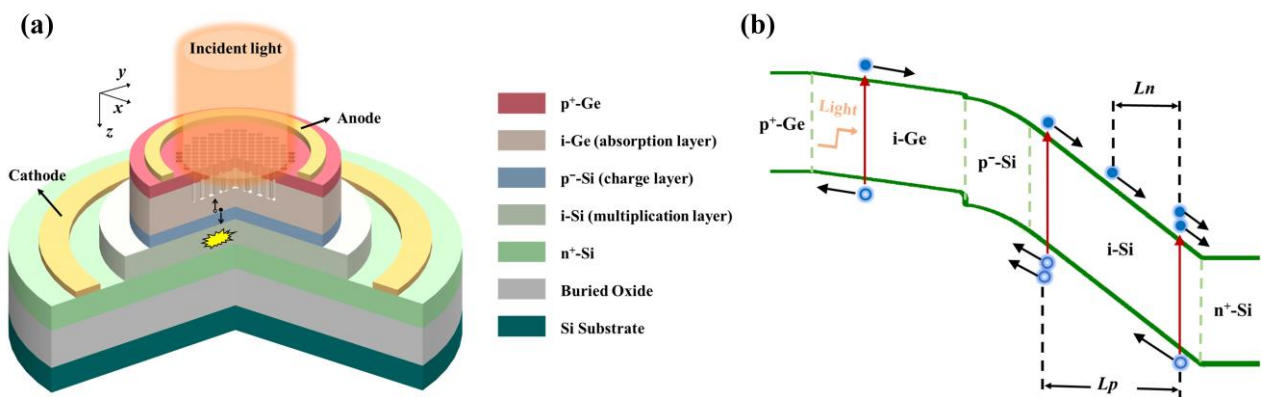 (a)
Incident light
y
x
z
Anode
Cathode
p⁺-Ge
i-Ge (absorption layer)
p⁻-Si (charge layer)
i-Si (multiplication layer)
n⁺-Si
Buried Oxide
Si Substrate
(b)
p⁺-Ge
Light
i-Ge
p⁻-Si
Ln
i-Si
n⁺-Si
Lp